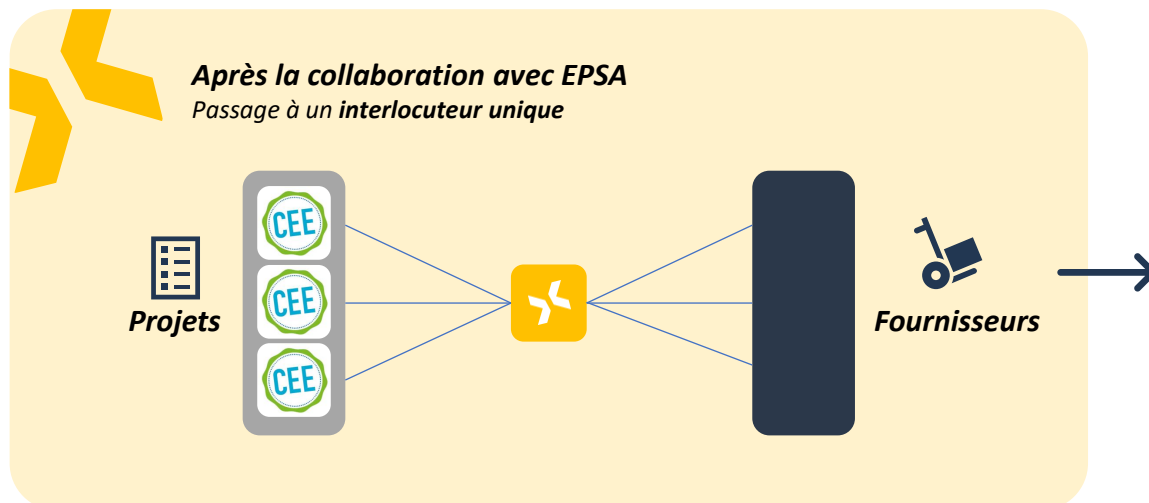 Après la collaboration avec EPSA
Passage à un interlocuteur unique
CEE
CEE
CEE
Projets
Fournisseurs